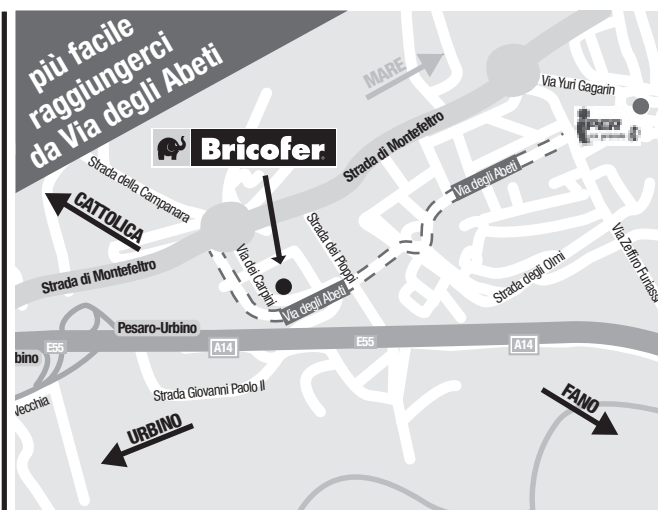 più facile
raggiungerci
da Via degli Abeti
MARE
Via Yuri Gagarin
Bricofer
Strada di Montefeltro
Strada della Campanara
Via degli Abeti
CATTOLICA
Strada dei Pioppi
Via dei Carpini
Via Zeffiro Furiass
Strada degli Olmi
Strada di Montefeltro
Via degli Abeti
Pesaro-Urbino
E55
A14
E55
A14
bino
Vecchia
Strada Giovanni Paolo II
FANO
URBINO